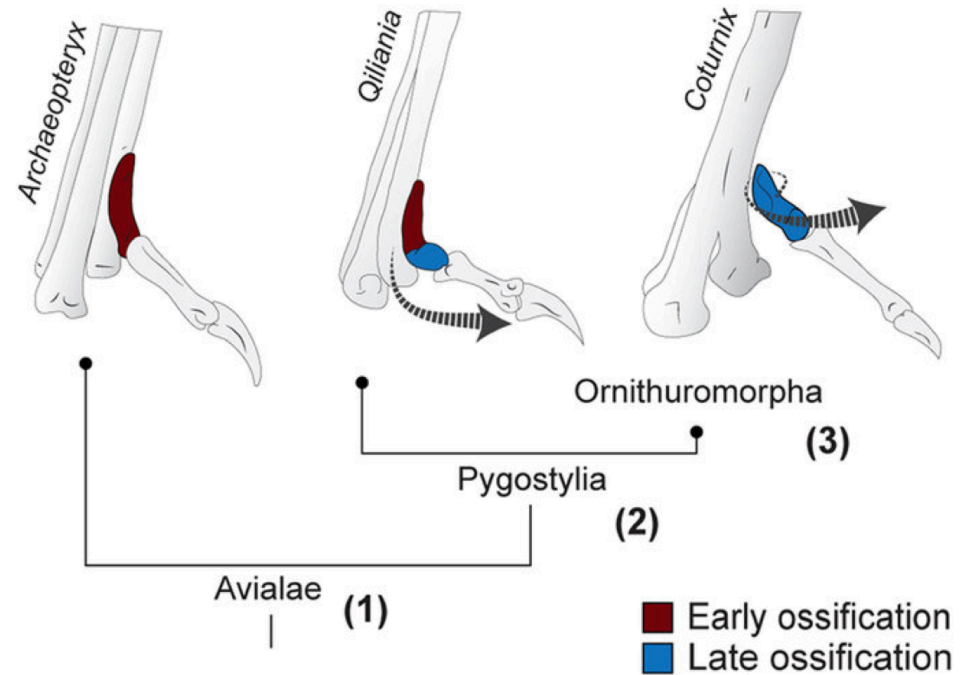 Archaeopteryx
Qiliania
Coturnix
Ornithuromorpha
(3)
Pygostylia
(2)
Avialae
(1)
Early ossification
Late ossification